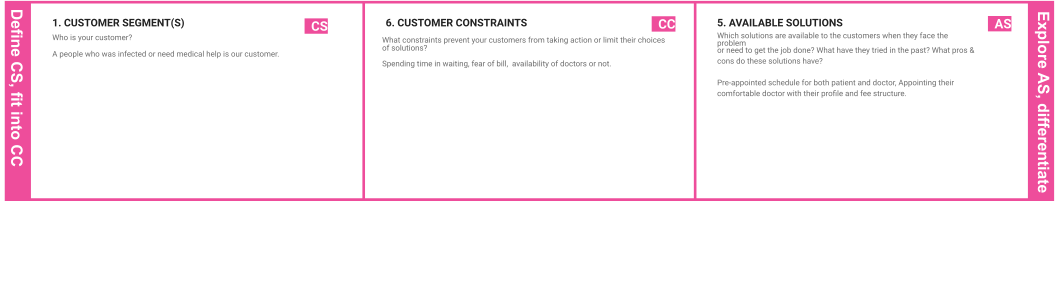 Define CS, fit into CC
1. CUSTOMER SEGMENT(S)
CS
Who is your customer?
A people who was infected or need medical help is our customer.
6. CUSTOMER CONSTRAINTS
CC
What constraints prevent your customers from taking action or limit their choices
of solutions?
Spending time in waiting, fear of bill, availability of doctors or not.
5. AVAILABLE SOLUTIONS
AS
Which solutions are available to the customers when they face the
problem
or need to get the job done? What have they tried in the past? What pros &
cons do these solutions have?
Pre-appointed schedule for both patient and doctor, Appointing their
comfortable doctor with their profile and fee structure.
Explore AS, differentiate